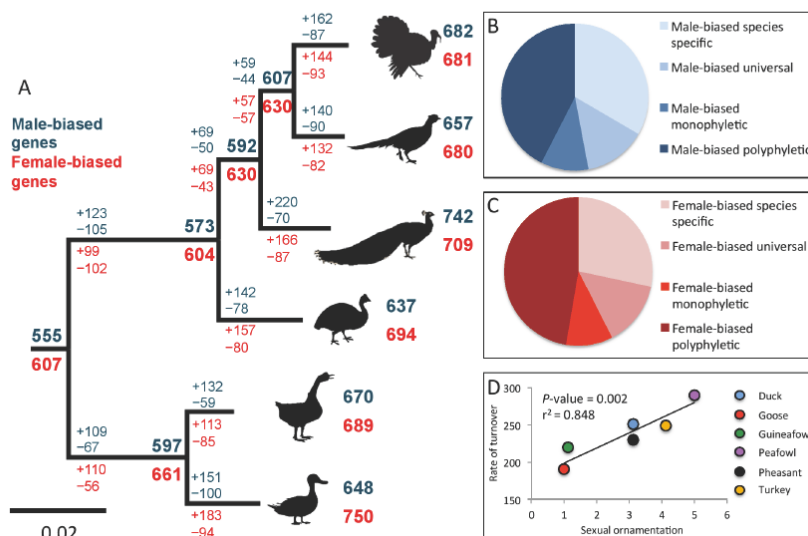 A
Male-biased
genes
Female-biased
genes
+162
−87
682
681
+144
−93
+59
−44
607
630
+57
−57
+140
−90
657
680
+132
−82
+69
−50
592
630
+69
−43
+220
−70
742
709
+166
−87
+123
−105
573
604
+99
−102
+142
−78
637
694
+157
−80
555
607
+132
−59
670
689
+113
−85
+109
−67
597
661
+110
−56
+151
−100
648
750
+183
−94
0.02
B
Male-biased species
specific
Male-biased universal
Male-biased
monophyletic
Male-biased polyphyletic
C
Female-biased species
specific
Female-biased universal
Female-biased
monophyletic
Female-biased
polyphyletic
D
P-value = 0.002
r² = 0.848
Rate of turnover
300
250
200
150
0 1 2 3 4 5 6
Sexual ornamentation
Duck
Goose
Guineafowl
Peafowl
Pheasant
Turkey